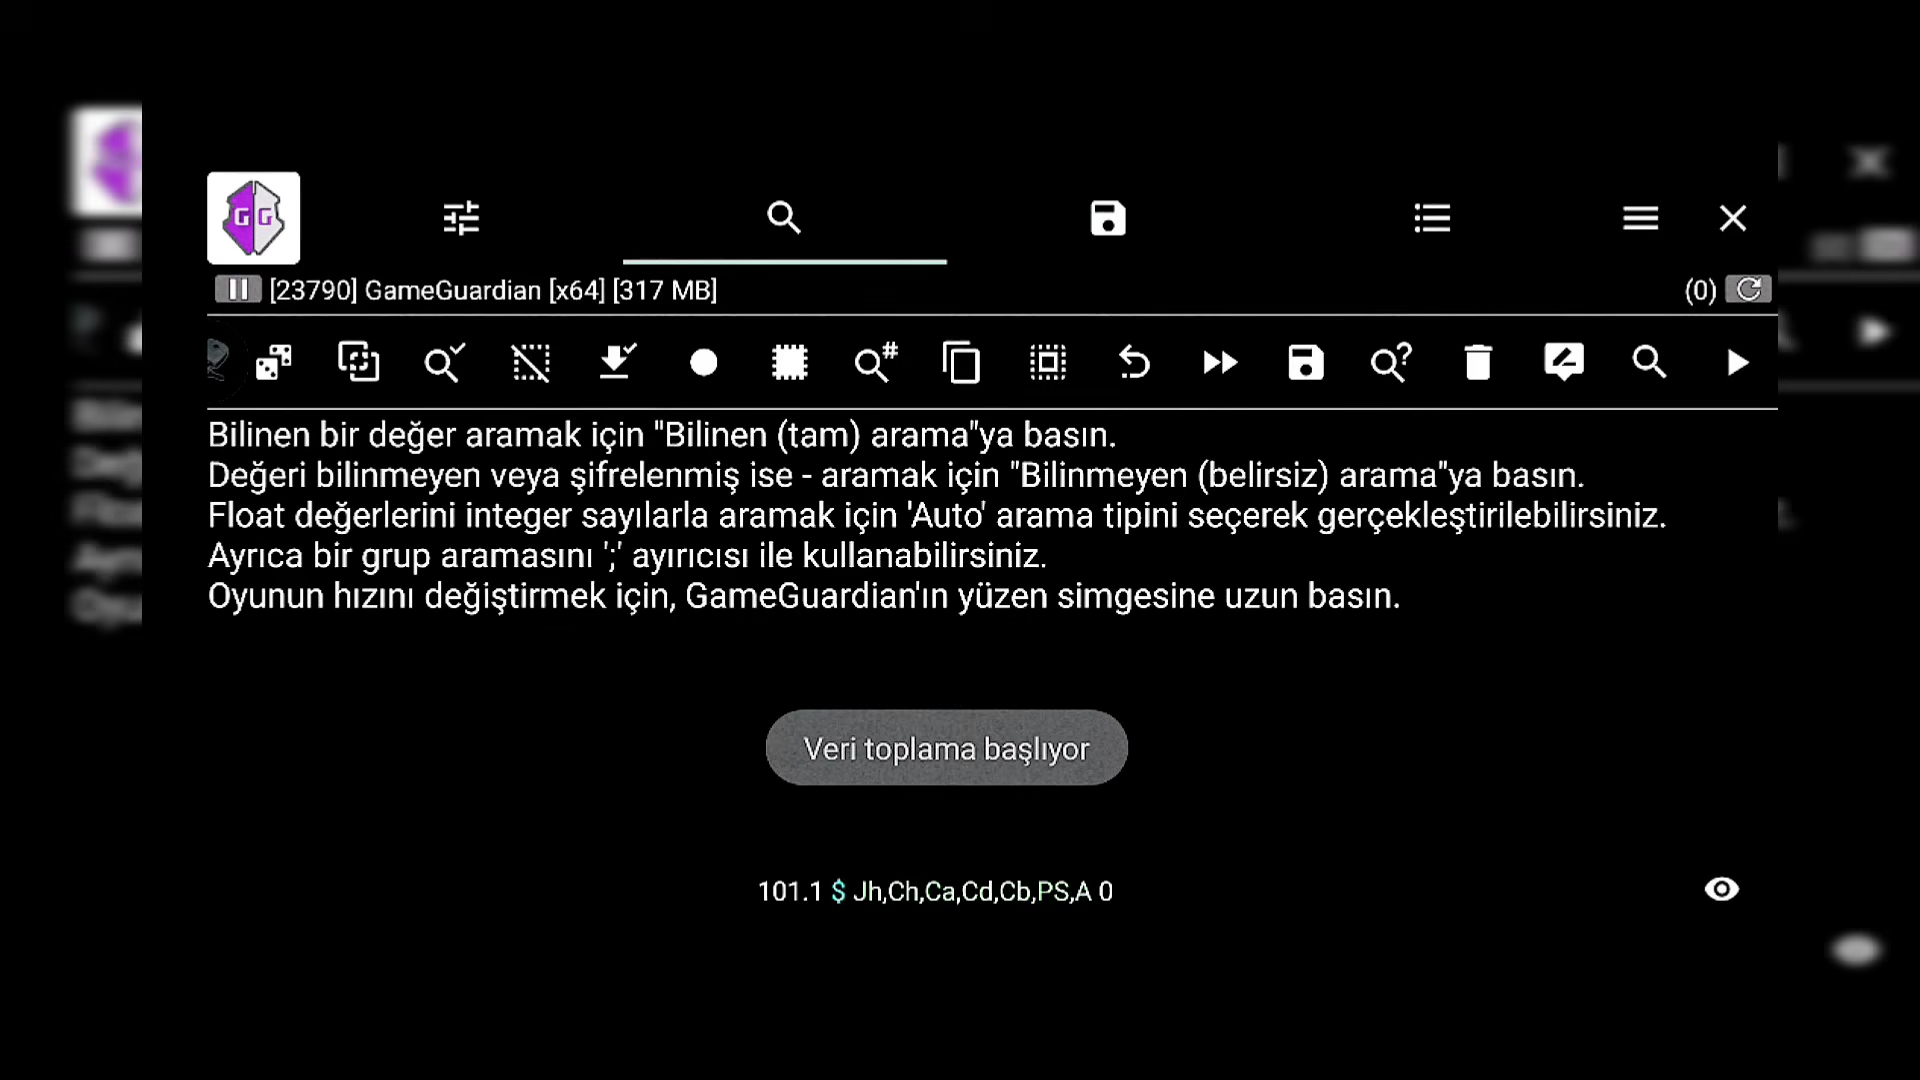 GG
[23790] GameGuardian [x64] [317 MB]
(0)
Bilinen bir değer aramak için "Bilinen (tam) arama"ya basın.
Değeri bilinmeyen veya şifrelenmiş ise - aramak için "Bilinmeyen (belirsiz) arama"ya basın.
Float değerlerini integer sayılarla aramak için 'Auto' arama tipini seçerek gerçekleştirilebilirsiniz.
Ayrıca bir grup aramasını ';' ayırıcısı ile kullanabilirsiniz.
Oyunun hızını değiştirmek için, GameGuardian'ın yüzen simgesine uzun basın.
Veri toplama başlıyor
101.1 $ Jh,Ch,Ca,Cd,Cb,PS,A 0